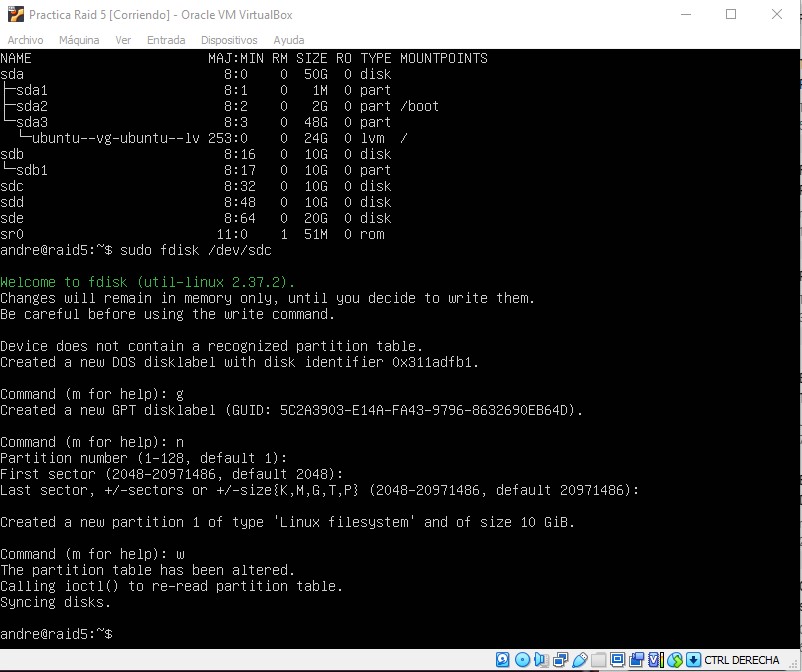 Practica Raid 5 [Corriendo] - Oracle VM VirtualBox
Archivo Máquina Ver Entrada Dispositivos Ayuda
NAME MAJ:MIN RM SIZE RO TYPE MOUNTPOINTS
sda 8:0 0 50G 0 disk
├─sda1 8:1 0 1M 0 part
├─sda2 8:2 0 2G 0 part /boot
└─sda3 8:3 0 48G 0 part
└─ubuntu--vg-ubuntu--lv 253:0 0 24G 0 lvm /
sdb 8:16 0 10G 0 disk
└─sdb1 8:17 0 10G 0 part
sdc 8:32 0 10G 0 disk
sdd 8:48 0 10G 0 disk
sde 8:64 0 20G 0 disk
sr0 11:0 1 51M 0 rom
andre@raid5:~$ sudo fdisk /dev/sdc
Welcome to fdisk (util-linux 2.37.2).
Changes will remain in memory only, until you decide to write them.
Be careful before using the write command.
Device does not contain a recognized partition table.
Created a new DOS disklabel with disk identifier 0x311adfb1.
Command (m for help): g
Created a new GPT disklabel (GUID: 5C2A3903-E14A-FA43-9796-8632690EB64D).
Command (m for help): n
Partition number (1-128, default 1):
First sector (2048-20971486, default 2048):
Last sector, +/-sectors or +/-size{K,M,G,T,P} (2048-20971486, default 20971486):
Created a new partition 1 of type 'Linux filesystem' and of size 10 GiB.
Command (m for help): w
The partition table has been altered.
Calling ioctl() to re-read partition table.
Syncing disks.
andre@raid5:~$
CTRL DERECHA